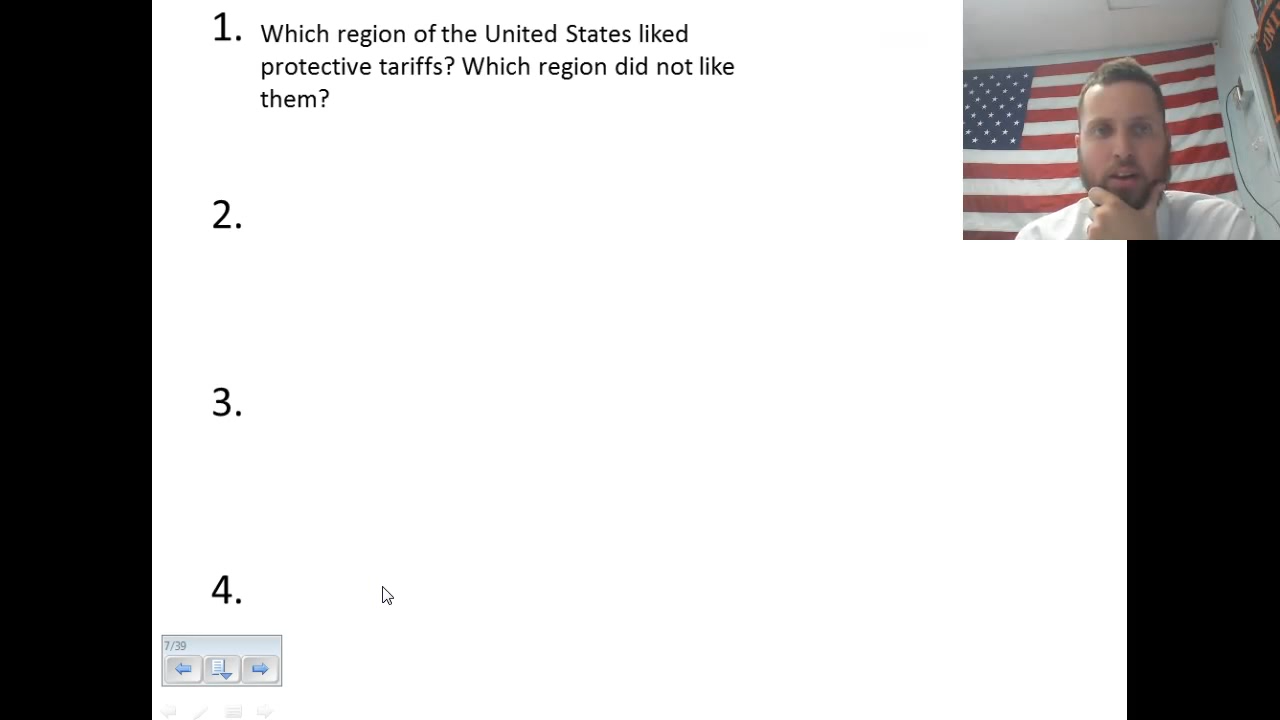 1. Which region of the United States liked
protective tariffs? Which region did not like
them?
2.
3.
4.
7/39